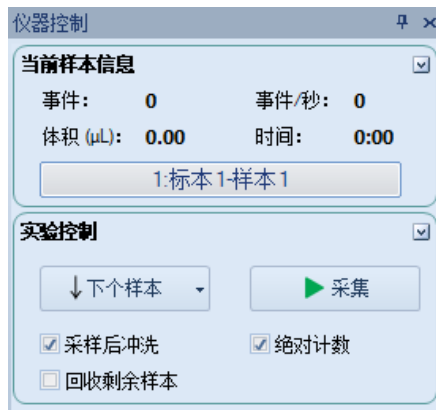 仪器控制
当前样本信息
事件: 0 事件/秒: 0
体积(μL): 0.00 时间: 0:00
1:标本1-样本1
实验控制
下个样本 采集
采样后冲洗 绝对计数
回收剩余样本